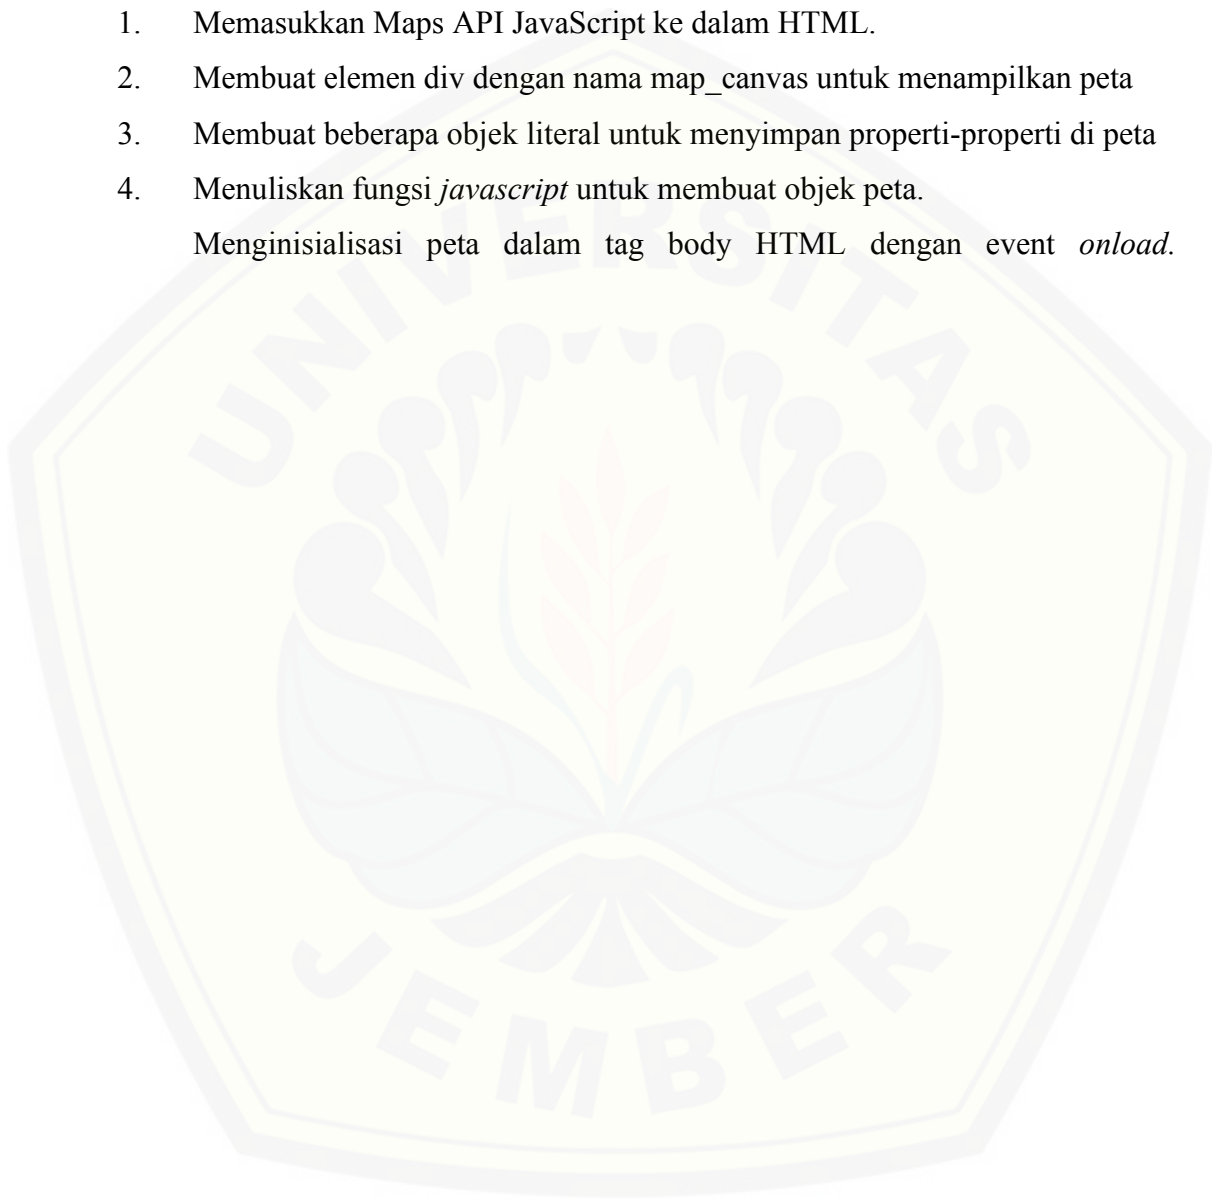 1. Memasukkan Maps API JavaScript ke dalam HTML.
2. Membuat elemen div dengan nama map_canvas untuk menampilkan peta
3. Membuat beberapa objek literal untuk menyimpan properti-properti di peta
4. Menuliskan fungsi javascript untuk membuat objek peta.
Menginisialisasi peta dalam tag body HTML dengan event onload.
UNIVERSITAS
JEMBER